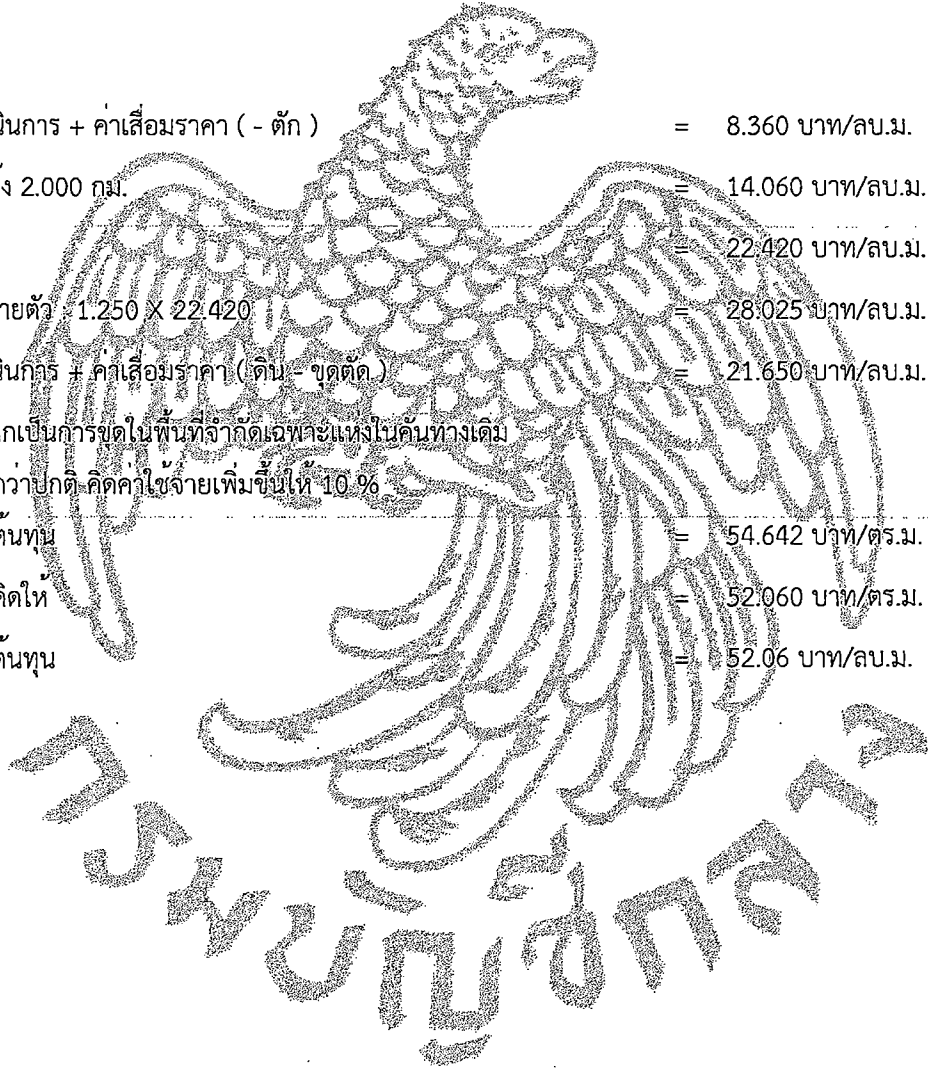 นินการ + ค่าเสื่อมราคา ( - ตัก ) = 8.360 บาท/ลบ.ม.
2.000 กม. = 14.060 บาท/ลบ.ม.
= 22.420 บาท/ลบ.ม.
ายตัว : 1.250 X 22.420 = 28.025 บาท/ลบ.ม.
นินการ + ค่าเสื่อมราคา ( ดิน - ขุดตัด ) = 21.650 บาท/ลบ.ม.
กเป็นการขุดในพื้นที่จำกัดเฉพาะแห่งในคันทางเดิม
กว่าปกติ คิดค่าใช้จ่ายเพิ่มขึ้นให้ 10 %
ต้นทุน = 54.642 บาท/ตร.ม.
คิดให้ = 52.060 บาท/ตร.ม.
ต้นทุน = 52.06 บาท/ลบ.ม.
กรมบัญชีกลาง